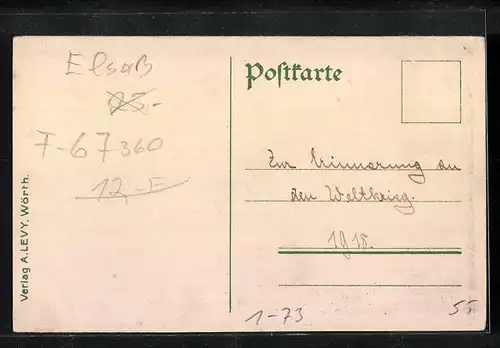 Elsaß
25.-
F-67360
12,-E
Verlag A. LEVY, Wörth.
Postkarte
Zur Erinnerung an
den Weltkrieg.
1918.
1-73
55